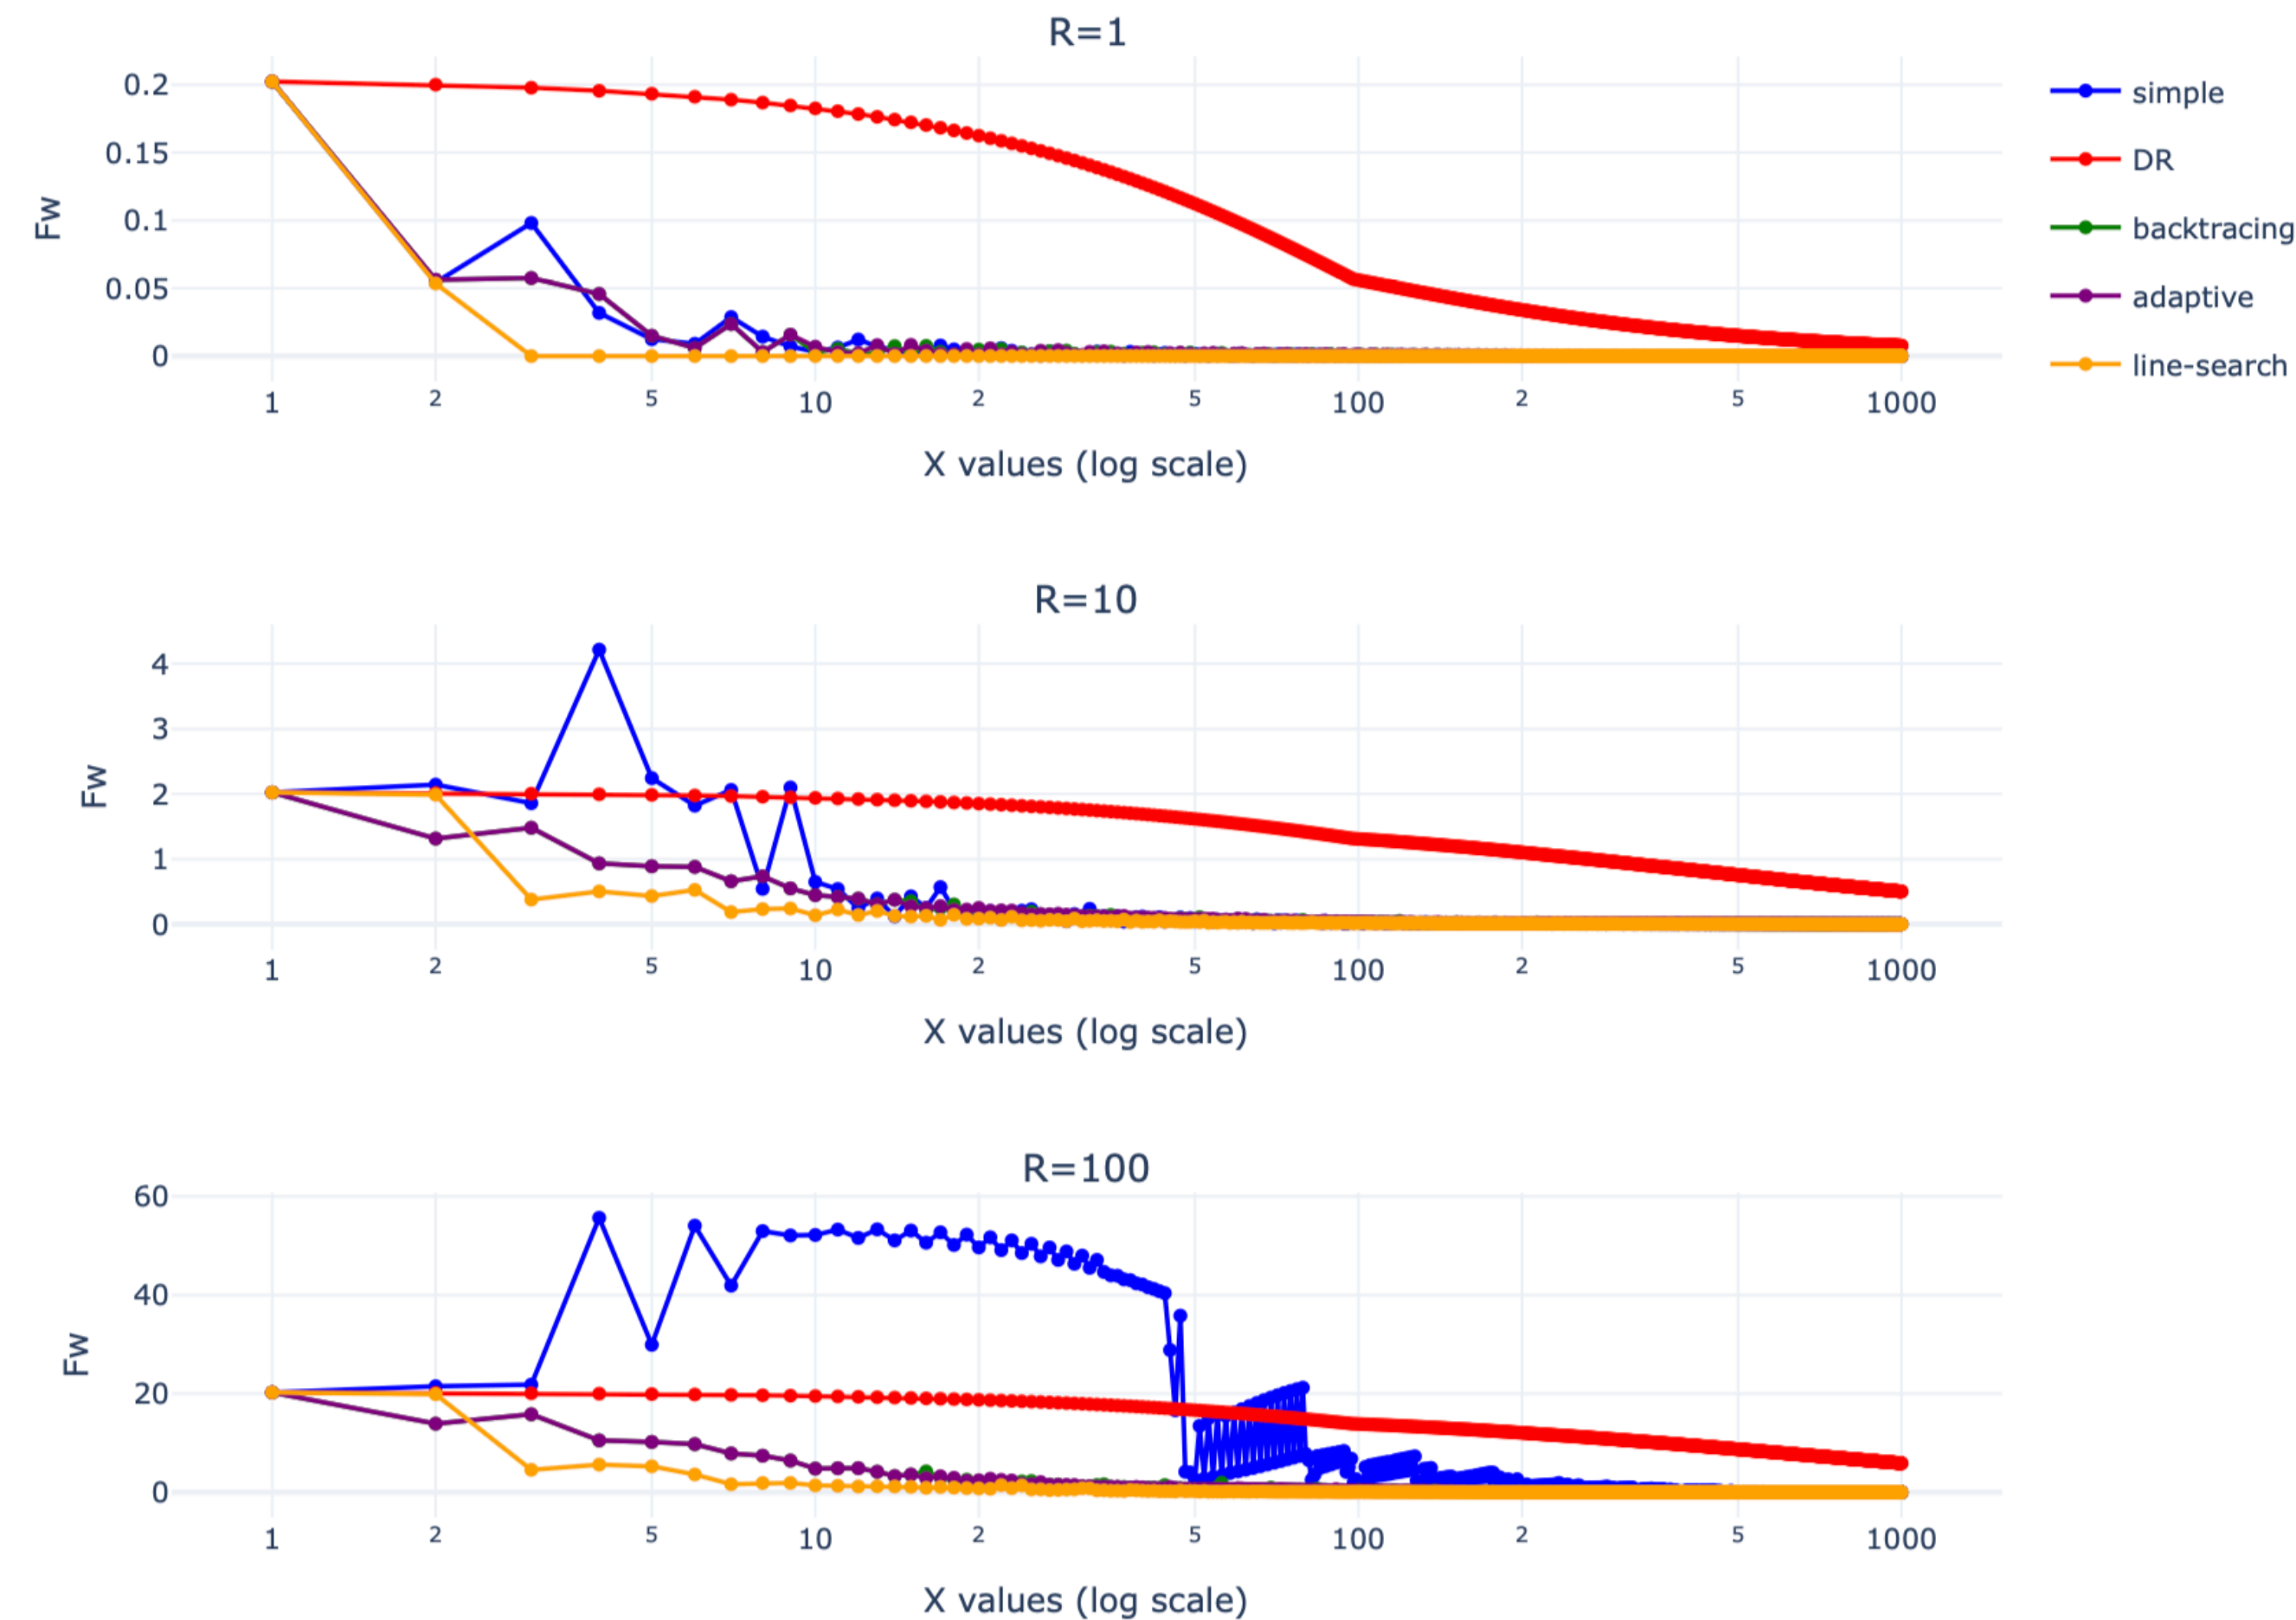 R=1
0.2
0.15
0.1
0.05
0
Fw
1 2 5 10 2 5 100 2 5 1000
X values (log scale)
simple
DR
backtracing
adaptive
line-search
R=10
4
3
2
1
0
Fw
1 2 5 10 2 5 100 2 5 1000
X values (log scale)
R=100
60
40
20
0
Fw
1 2 5 10 2 5 100 2 5 1000
X values (log scale)